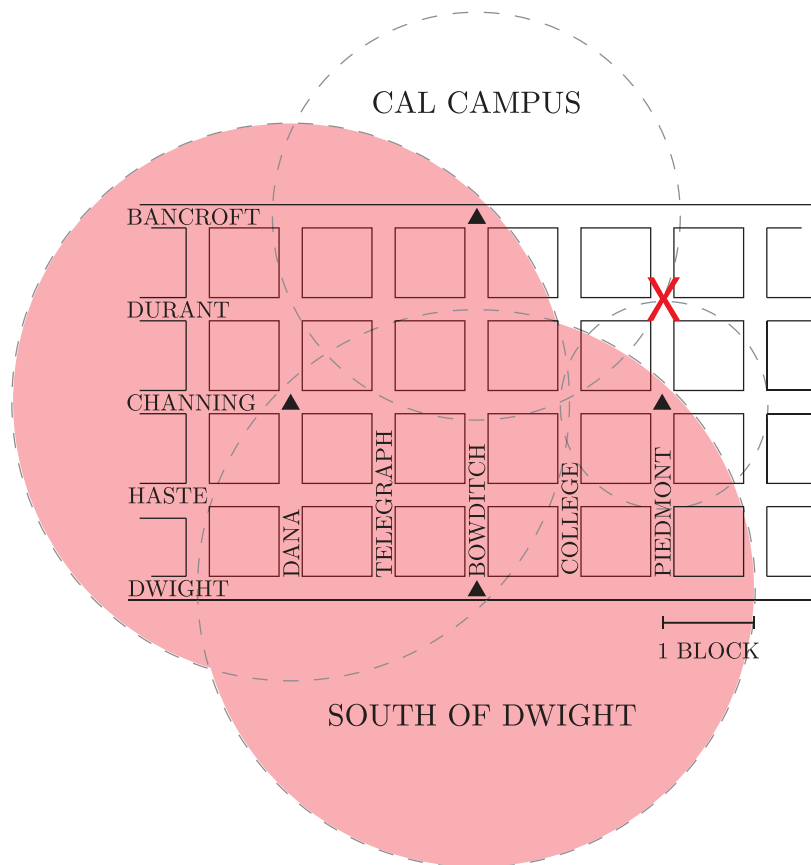 CAL CAMPUS
BANCROFT
DURANT
CHANNING
HASTE
DANA
TELEGRAPH
BOWDITCH
COLLEGE
PIEDMONT
DWIGHT
1 BLOCK
SOUTH OF DWIGHT